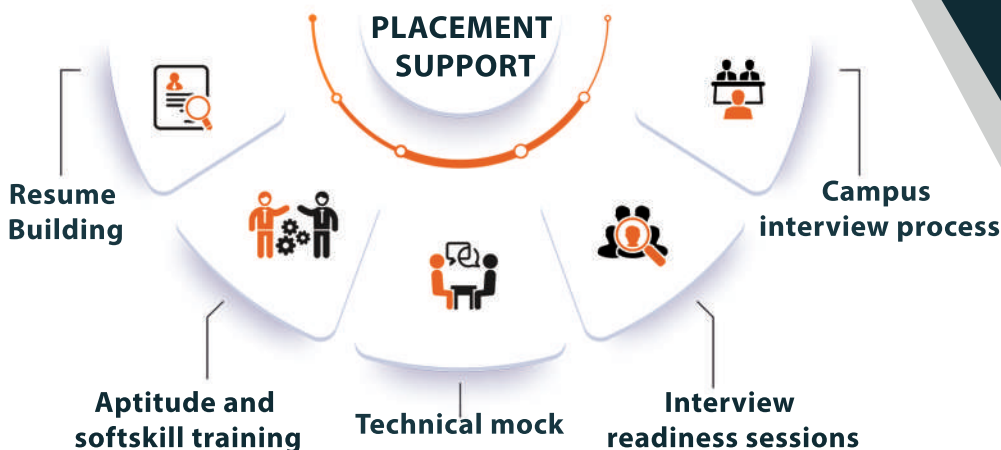 PLACEMENT
SUPPORT
Resume
Building
Aptitude and
softskill training
Technical mock
Interview
readiness sessions
Campus
interview process